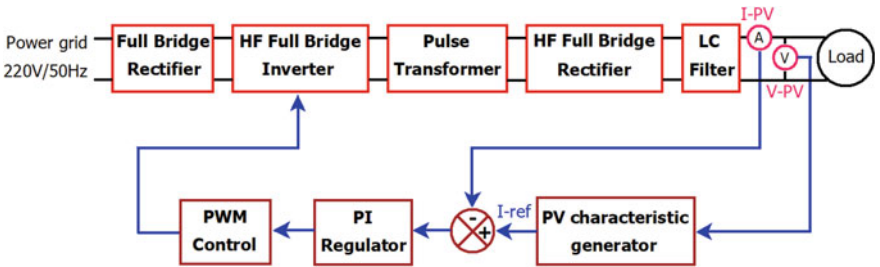 I-PV
Power grid
220V/50Hz
Full Bridge
Rectifier
HF Full Bridge
Inverter
Pulse
Transformer
HF Full Bridge
Rectifier
LC
Filter
A
V
Load
V-PV
PWM
Control
PI
Regulator
-
+
I-ref
PV characteristic
generator